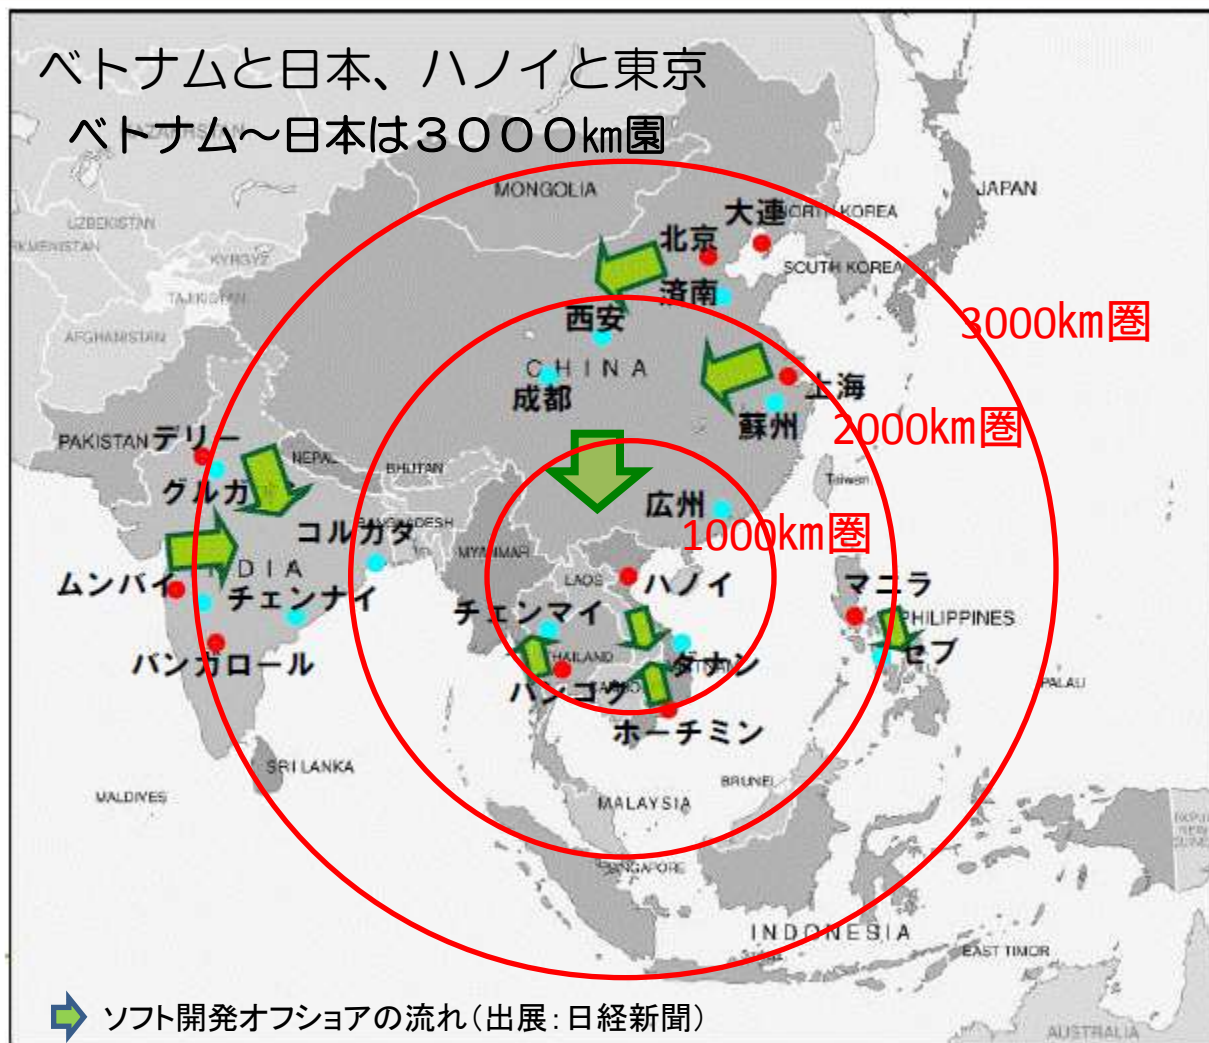 ベトナムと日本、ハノイと東京
KAZAKHSTAN
ベトナム～日本は３０００㎞園
MONGOLIA
JAPAN
大連
NORTH KOREA
UZBEKISTAN
北京
KYRGYZ
SOUTH KOREA
済南
TAJIKISTAN
西安
3000㎞圏
AFGHANISTAN
CHINA
成都
上海
蘇州
2000㎞圏
PAKISTAN
デリー
NEPAL
BHUTAN
Taiwan
グルカ
広州
コルカタ
BANGLADESH
1000㎞圏
MYANMAR
INDIA
LAOS
ハノイ
マニラ
ムンバイ
チェンナイ
チェンマイ
PHILIPPINES
バンガロール
THAILAND
ダナン
セブ
バンコク
PALAU
ホーチミン
SRI LANKA
MALDIVES
BRUNEI
MALAYSIA
SINGAPORE
INDONESIA
EAST TIMOR
ソフト開発オフショアの流れ（出展：日経新聞）
AUSTRALIA